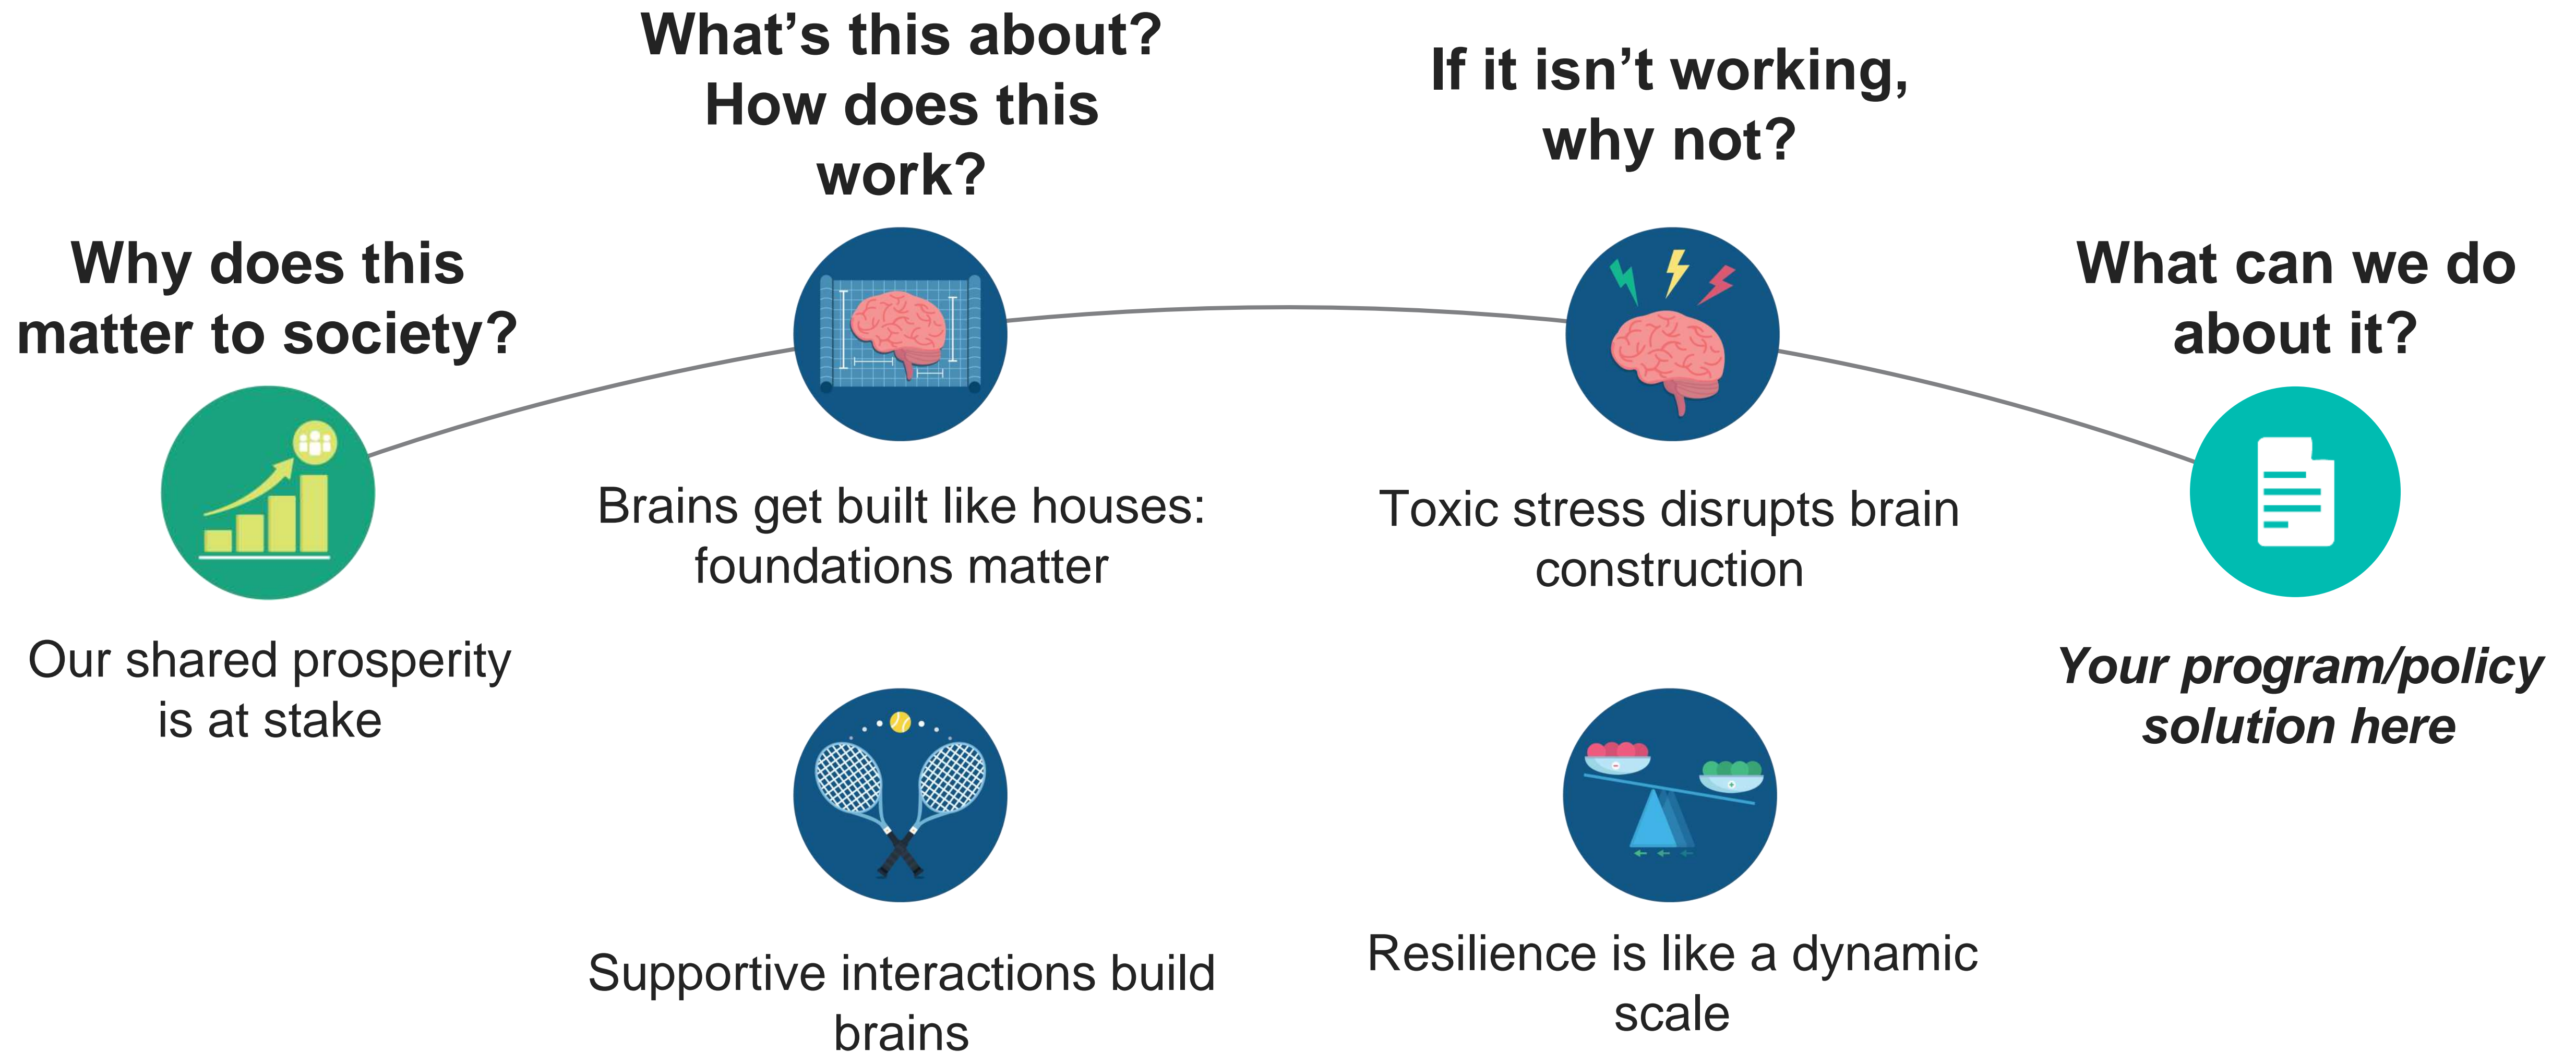 Why does this
matter to society?
Our shared prosperity
is at stake
What’s this about?
How does this
work?
Brains get built like houses:
foundations matter
Supportive interactions build
brains
If it isn’t working,
why not?
Toxic stress disrupts brain
construction
Resilience is like a dynamic
scale
What can we do
about it?
Your program/policy
solution here